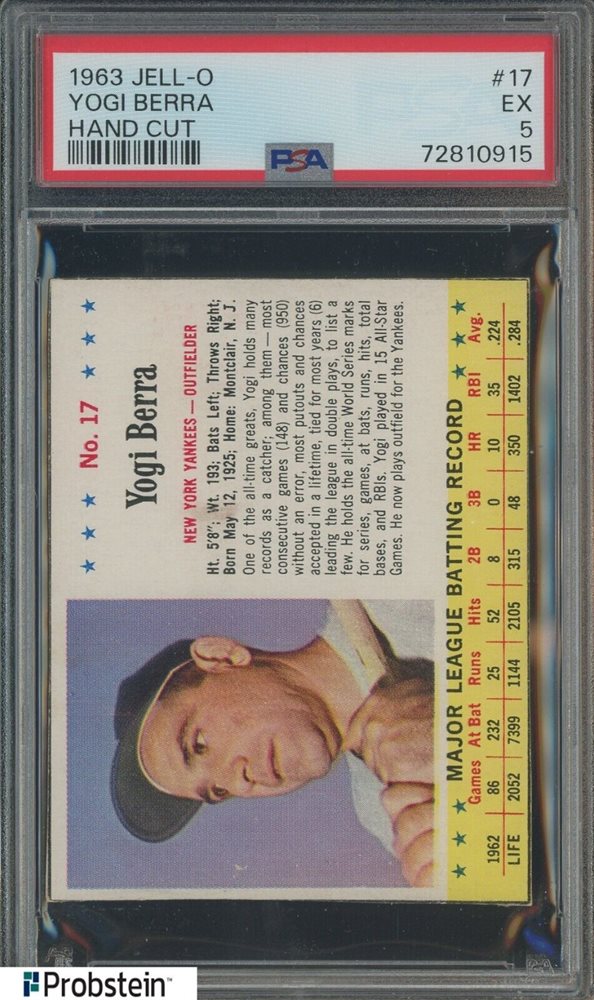 1963 JELL-O #17
YOGI BERRA EX
HAND CUT 5
72810915
PSA
★ ★ ★ No. 17 ★ ★ ★
Yogi Berra
NEW YORK YANKEES — OUTFIELDER
Ht. 5'8"; Wt. 193; Bats Left; Throws Right;
Born May 12, 1925; Home: Montclair, N. J.
One of the all-time greats, Yogi holds many
records as a catcher; among them — most
consecutive games (148) and chances (950)
without an error, most putouts and chances
accepted in a lifetime, tied for most years (6)
leading the league in double plays, to list a
few. He holds the all-time World Series marks
for series, games, at bats, runs, hits, total
bases, and RBIs. Yogi played in 15 All-Star
Games. He now plays outfield for the Yankees.
★ ★ ★ MAJOR LEAGUE BATTING RECORD ★ ★ ★
Games At Bat Runs Hits 2B 3B HR RBI Avg.
1962 86 232 25 52 8 0 10 35 .224
LIFE 2052 7399 1144 2105 315 48 350 1402 .284
Probstein™